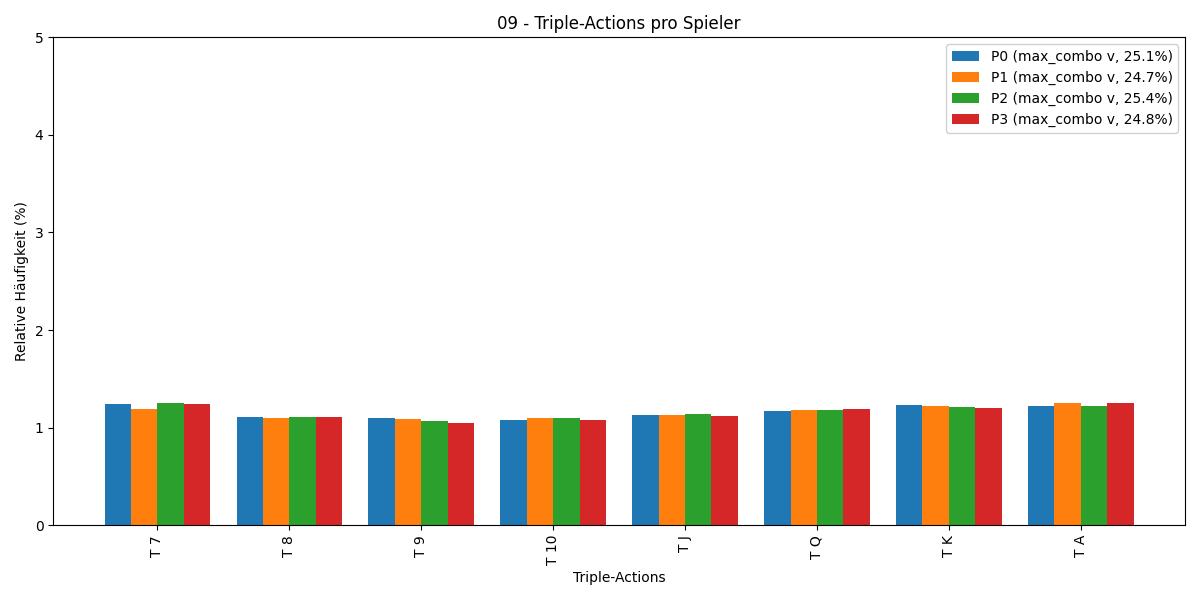 09 - Triple-Actions pro Spieler
P0 (max_combo v, 25.1%)
P1 (max_combo v, 24.7%)
P2 (max_combo v, 25.4%)
P3 (max_combo v, 24.8%)
Relative Häufigkeit (%)
5
4
3
2
1
0
T 7
T 8
T 9
T 10
T J
T Q
T K
T A
Triple-Actions